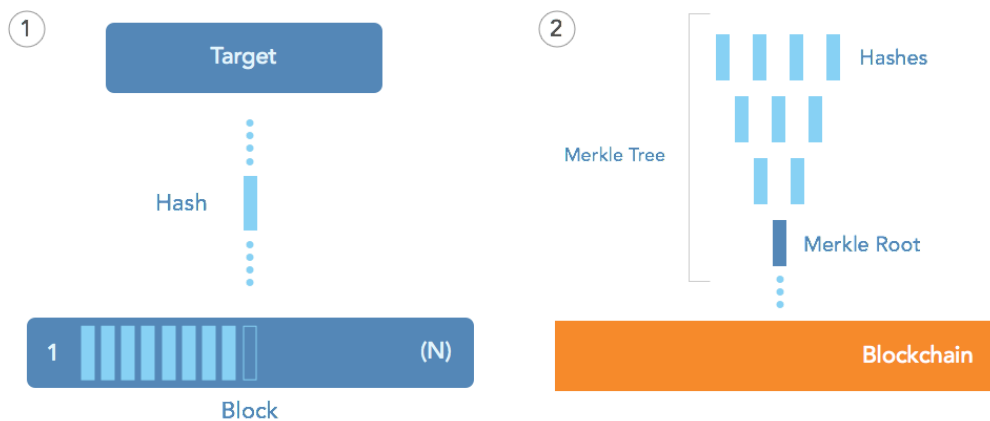 1
Target
Hash
1
(N)
Block
2
Hashes
Merkle Tree
Merkle Root
Blockchain